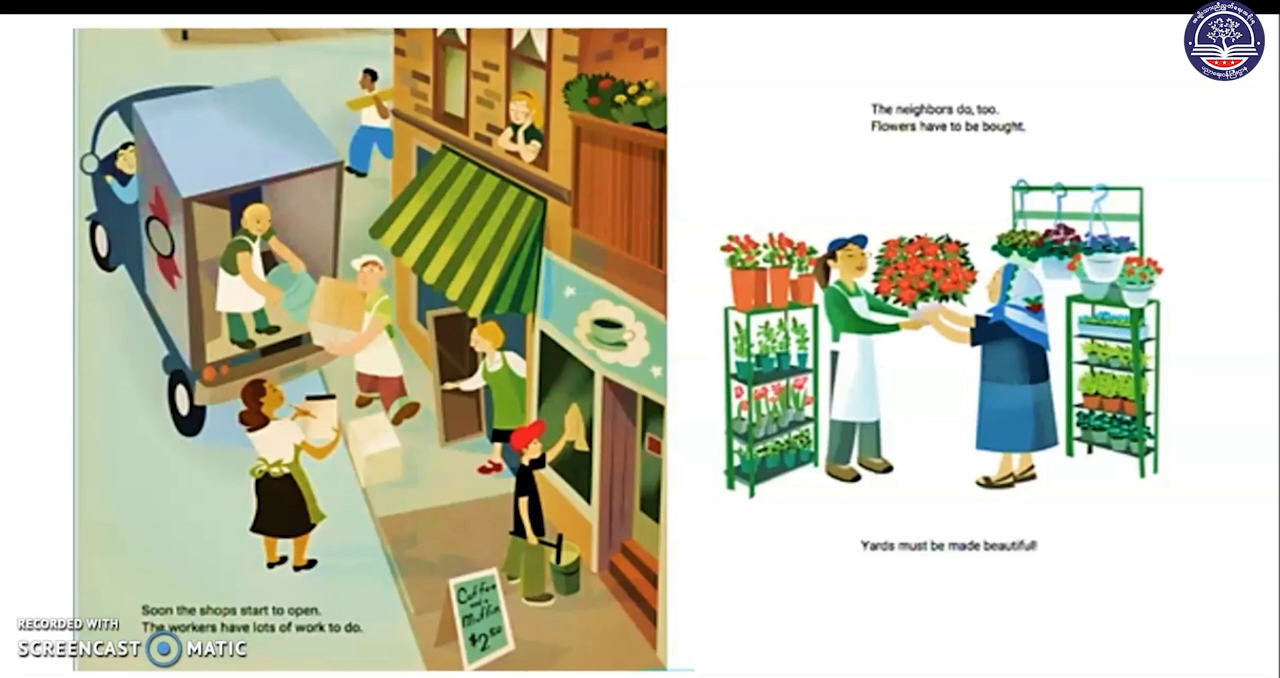 Soon the shops start to open.
The workers have lots of work to do.
Coffee
and a
Muffin
$2.50
The neighbors do, too.
Flowers have to be bought.
Yards must be made beautiful!
RECORDED WITH
SCREENCAST MATIC